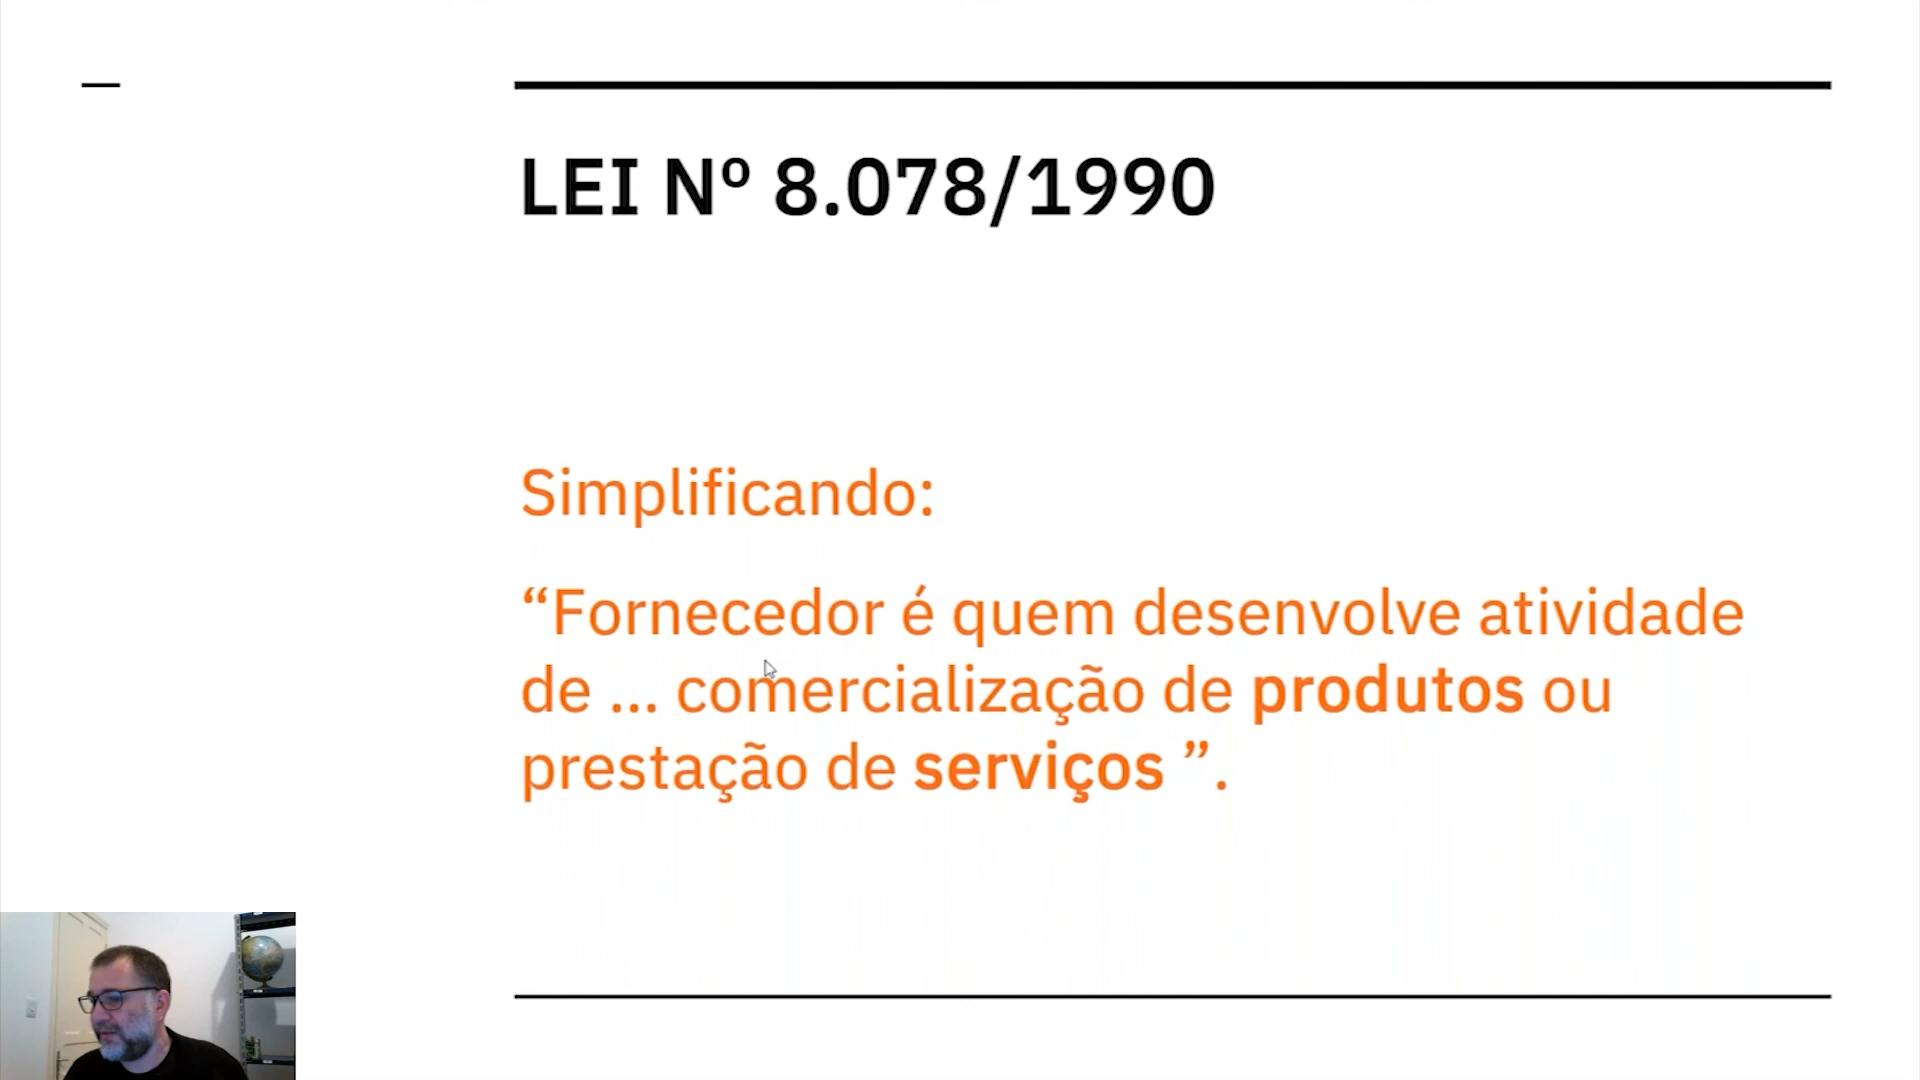 LEI Nº 8.078/1990
Simplificando:
“Fornecedor é quem desenvolve atividade
de ... comercialização de produtos ou
prestação de serviços ”.